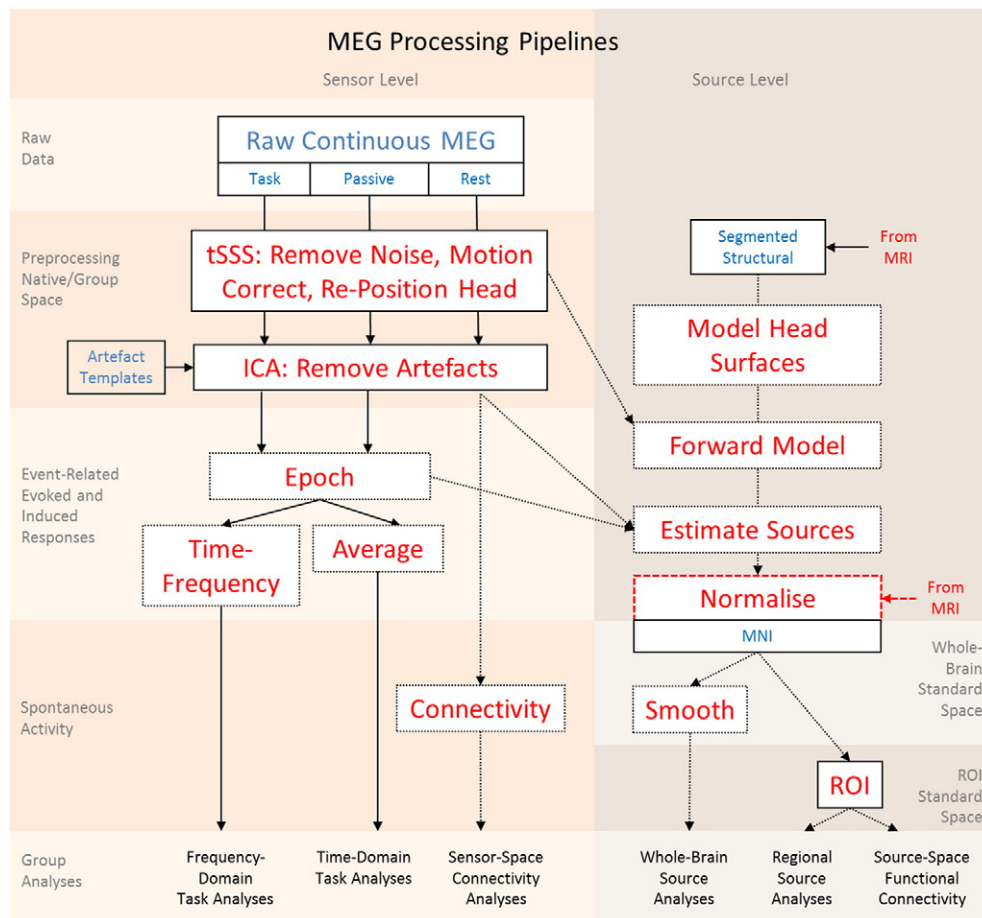 MEG Processing Pipelines
Sensor Level
Source Level
Raw
Data
Raw Continuous MEG
Task
Passive
Rest
Preprocessing
Native/Group
Space
tSSS: Remove Noise, Motion
Correct, Re-Position Head
Segmented
Structural
From
MRI
Artefact
Templates
ICA: Remove Artefacts
Model Head
Surfaces
Forward Model
Event-Related
Evoked and
Induced
Responses
Epoch
Time-
Frequency
Average
Estimate Sources
Normalise
From
MRI
MNI
Whole-
Brain
Standard
Space
Spontaneous
Activity
Connectivity
Smooth
ROI
ROI
Standard
Space
Group
Analyses
Frequency-
Domain
Task Analyses
Time-Domain
Task Analyses
Sensor-Space
Connectivity
Analyses
Whole-Brain
Source
Analyses
Regional
Source
Analyses
Source-Space
Functional
Connectivity